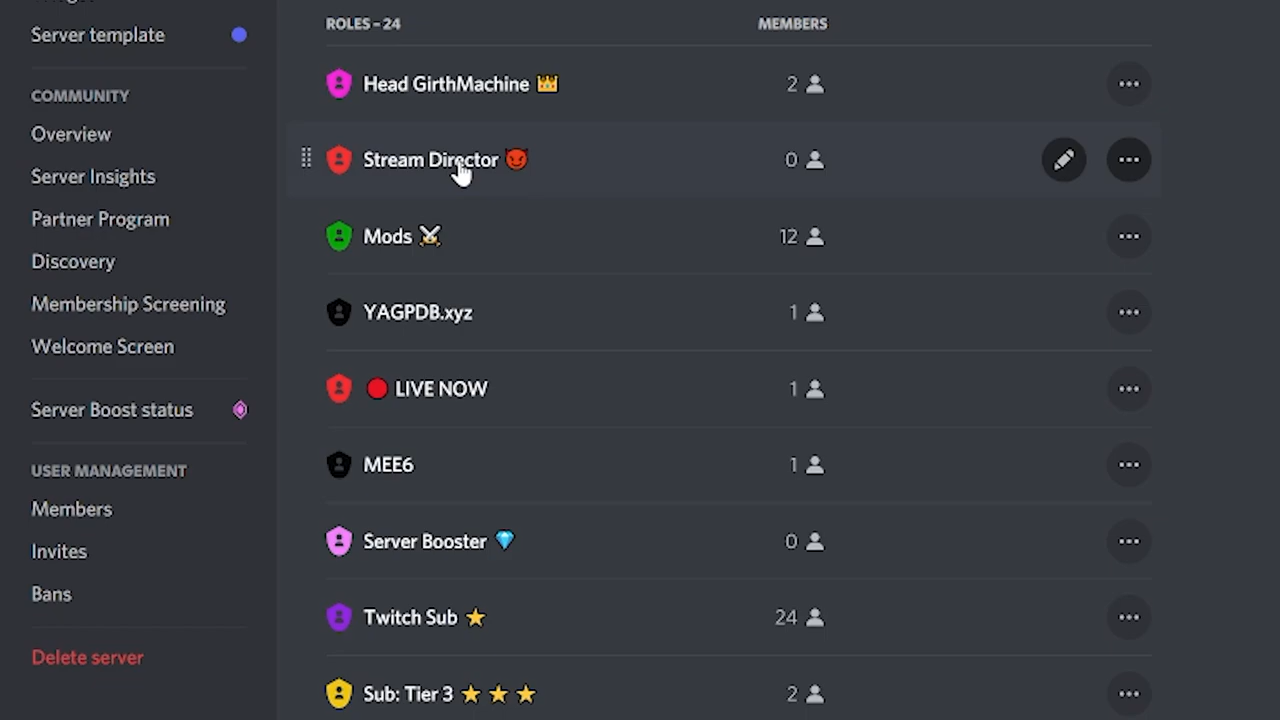 Server template
COMMUNITY
Overview
Server Insights
Partner Program
Discovery
Membership Screening
Welcome Screen
Server Boost status
USER MANAGEMENT
Members
Invites
Bans
Delete server
ROLES – 24 MEMBERS
Head GirthMachine 👑 2
Stream Director 😈 0
Mods ⚔ 12
YAGPDB.xyz 1
🔴 LIVE NOW 1
MEE6 1
Server Booster 💎 0
Twitch Sub ⭐ 24
Sub: Tier 3 ⭐ ⭐ ⭐ 2